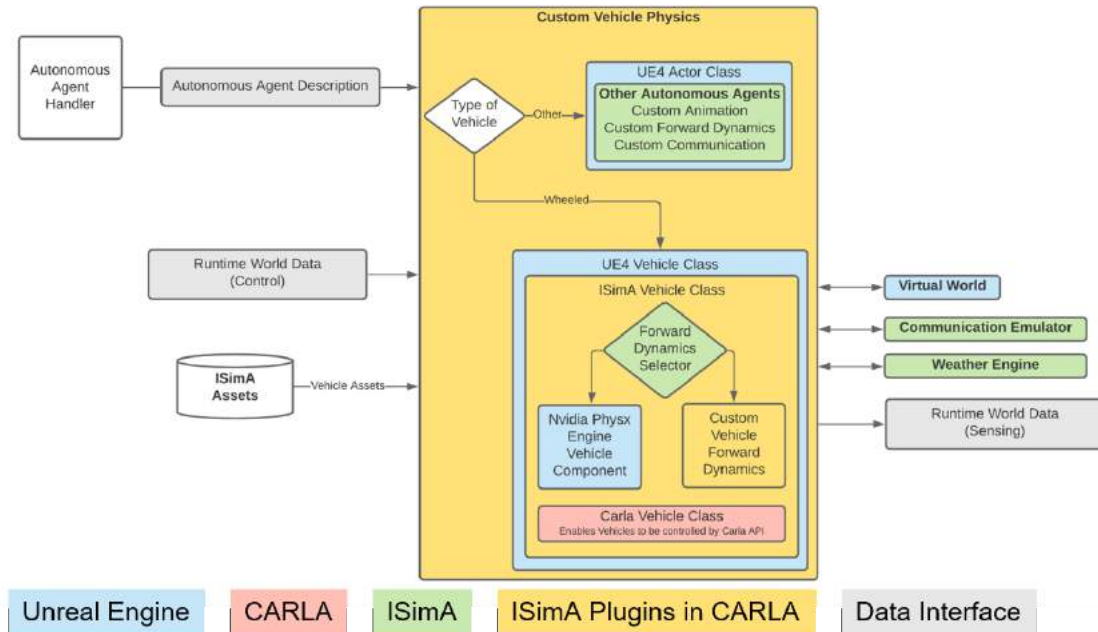 Custom Vehicle Physics
Autonomous
Agent
Handler
Autonomous Agent Description
Type of
Vehicle
Other
UE4 Actor Class
Other Autonomous Agents
Custom Animation
Custom Forward Dynamics
Custom Communication
Wheeled
Runtime World Data
(Control)
ISimA
Assets
Vehicle Assets
UE4 Vehicle Class
ISimA Vehicle Class
Forward
Dynamics
Selector
Nvidia Physx
Engine
Vehicle
Component
Custom
Vehicle
Forward
Dynamics
Carla Vehicle Class
Enables Vehicles to be controlled by Carla API
Virtual World
Communication Emulator
Weather Engine
Runtime World Data
(Sensing)
Unreal Engine
CARLA
ISimA
ISimA Plugins in CARLA
Data Interface